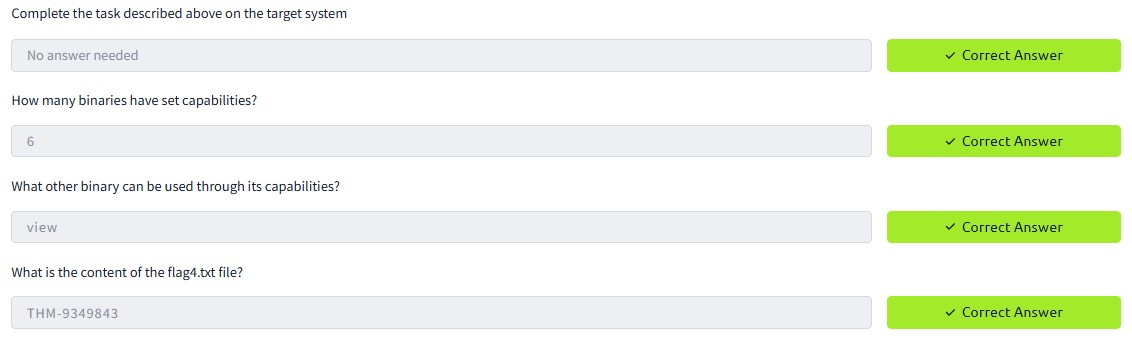 Complete the task described above on the target system
No answer needed
✓ Correct Answer
How many binaries have set capabilities?
6
✓ Correct Answer
What other binary can be used through its capabilities?
view
✓ Correct Answer
What is the content of the flag4.txt file?
THM-9349843
✓ Correct Answer